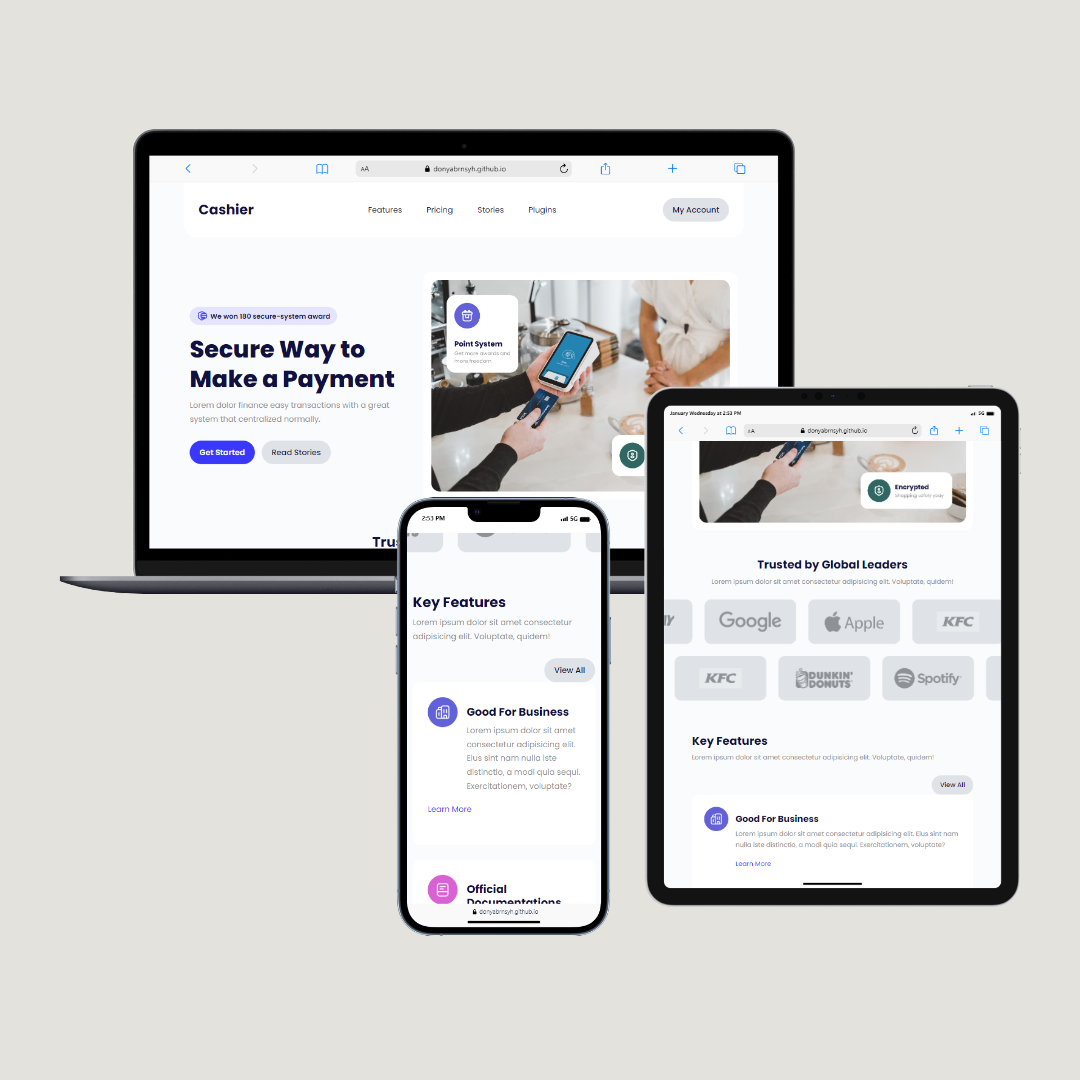 AA donyabrnsyh.github.io
Cashier
Features Pricing Stories Plugins
My Account
We won 180 secure-system award
Secure Way to
Make a Payment
Lorem dolor finance easy transactions with a great
system that centralized normally.
Get Started Read Stories
Point System
Get more awards and
more freedom
Trus
2:53 PM 5G
Key Features
Lorem ipsum dolor sit amet consectetur
adipisicing elit. Voluptate, quidem!
View All
Good For Business
Lorem ipsum dolor sit amet
consectetur adipisicing elit.
Eius sint nam nulla iste
distinctio, a modi quia sequi.
Exercitationem, voluptate?
Learn More
Official
Documentations
donyabrnsyh.github.io
January Wednesday at 2:53 PM 5G
AA donyabrnsyh.github.io
Encrypted
Trusted by Global Leaders
Lorem ipsum dolor sit amet consectetur adipisicing elit. Voluptate, quidem!
Google Apple KFC
KFC DUNKIN' DONUTS Spotify
Key Features
Lorem ipsum dolor sit amet consectetur adipisicing elit. Voluptate, quidem!
View All
Good For Business
Lorem ipsum dolor sit amet consectetur adipisicing elit. Eius sint nam
nulla iste distinctio, a modi quia sequi. Exercitationem, voluptate?
Learn More